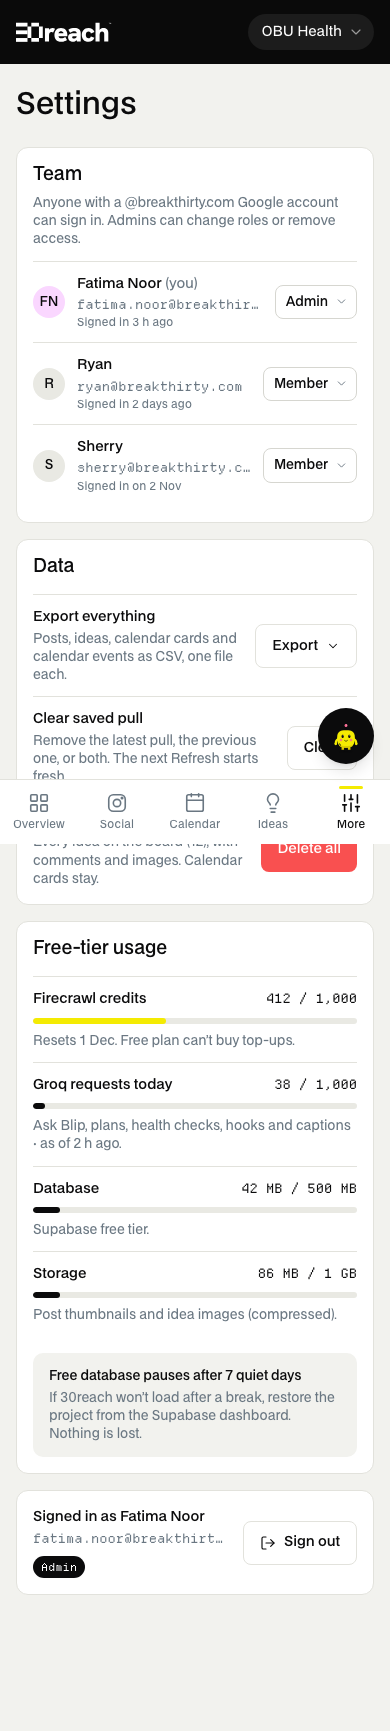 30reach
OBU Health
Settings
Team
Anyone with a @breakthirty.com Google account
can sign in. Admins can change roles or remove
access.
FN
Fatima Noor (you)
fatima.noor@breakthir…
Signed in 3 h ago
Admin
R
Ryan
ryan@breakthirty.com
Signed in 2 days ago
Member
S
Sherry
sherry@breakthirty.c…
Signed in on 2 Nov
Member
Data
Export everything
Posts, ideas, calendar cards and
calendar events as CSV, one file
each.
Export
Clear saved pull
Remove the latest pull, the previous
one, or both. The next Refresh starts
fresh.
Overview
Social
Calendar
Ideas
More
Every idea on the board (12), with
comments and images. Calendar
cards stay.
Delete all
Free-tier usage
Firecrawl credits
412 / 1,000
Resets 1 Dec. Free plan can't buy top-ups.
Groq requests today
38 / 1,000
Ask Blip, plans, health checks, hooks and captions
· as of 2 h ago.
Database
42 MB / 500 MB
Supabase free tier.
Storage
86 MB / 1 GB
Post thumbnails and idea images (compressed).
Free database pauses after 7 quiet days
If 30reach won't load after a break, restore the
project from the Supabase dashboard.
Nothing is lost.
Signed in as Fatima Noor
fatima.noor@breakthirt…
Admin
Sign out